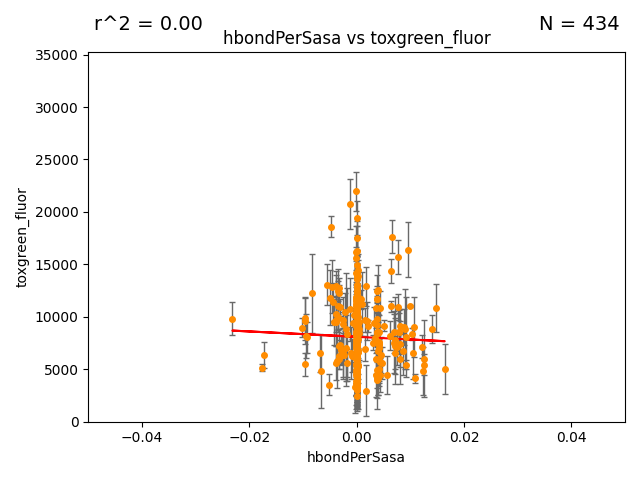 r^2 = 0.00
N = 434
hbondPerSasa vs toxgreen_fluor
35000
30000
25000
20000
15000
10000
5000
0
toxgreen_fluor
−0.04
−0.02
0.00
0.02
0.04
hbondPerSasa